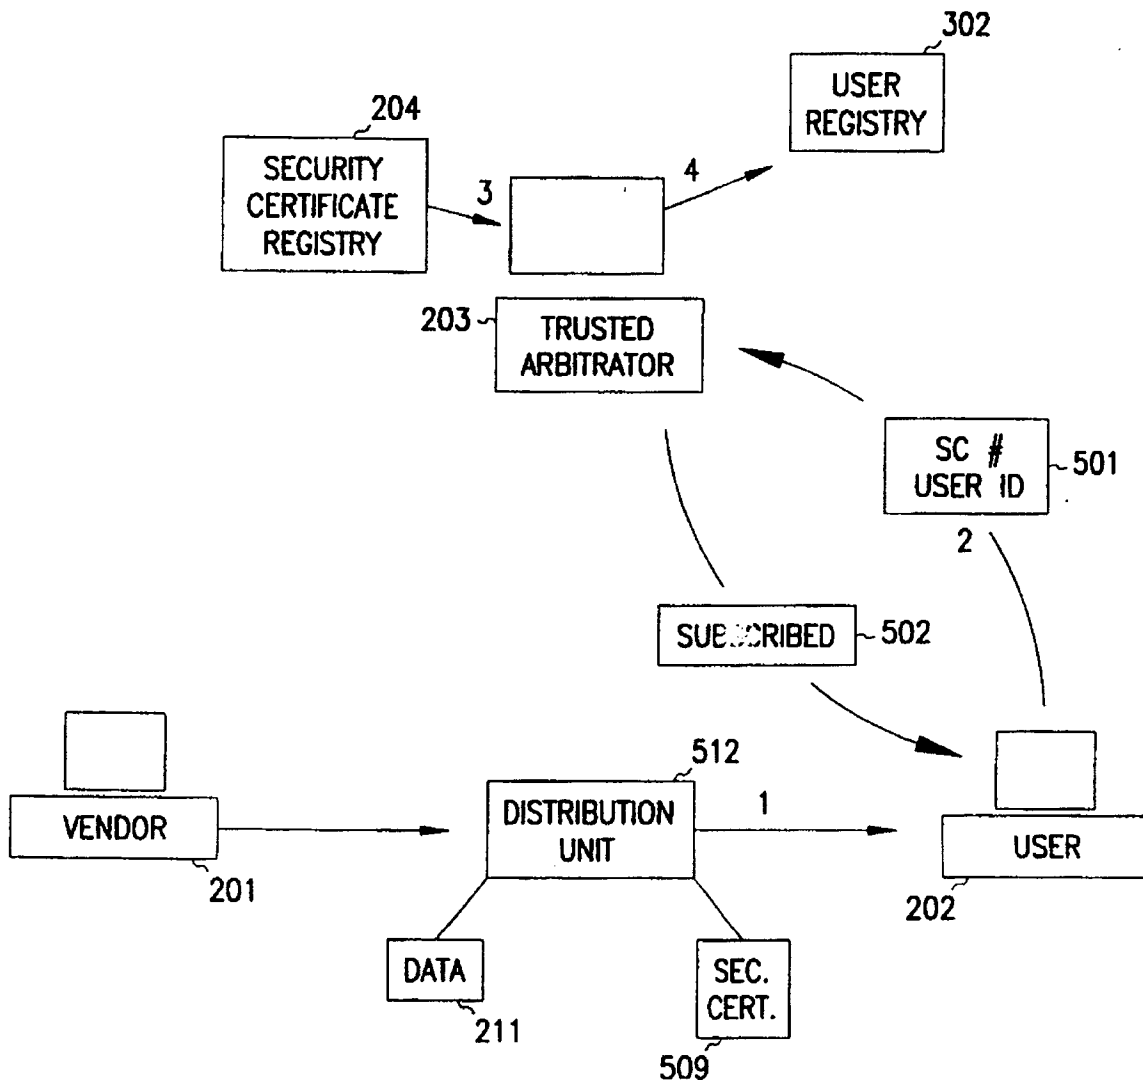 302
USER
REGISTRY
204
SECURITY
CERTIFICATE
REGISTRY
3
4
203
TRUSTED
ARBITRATOR
SC #
USER ID
501
2
SUBSCRIBED
502
VENDOR
201
512
DISTRIBUTION
UNIT
1
USER
202
DATA
211
SEC.
CERT.
509